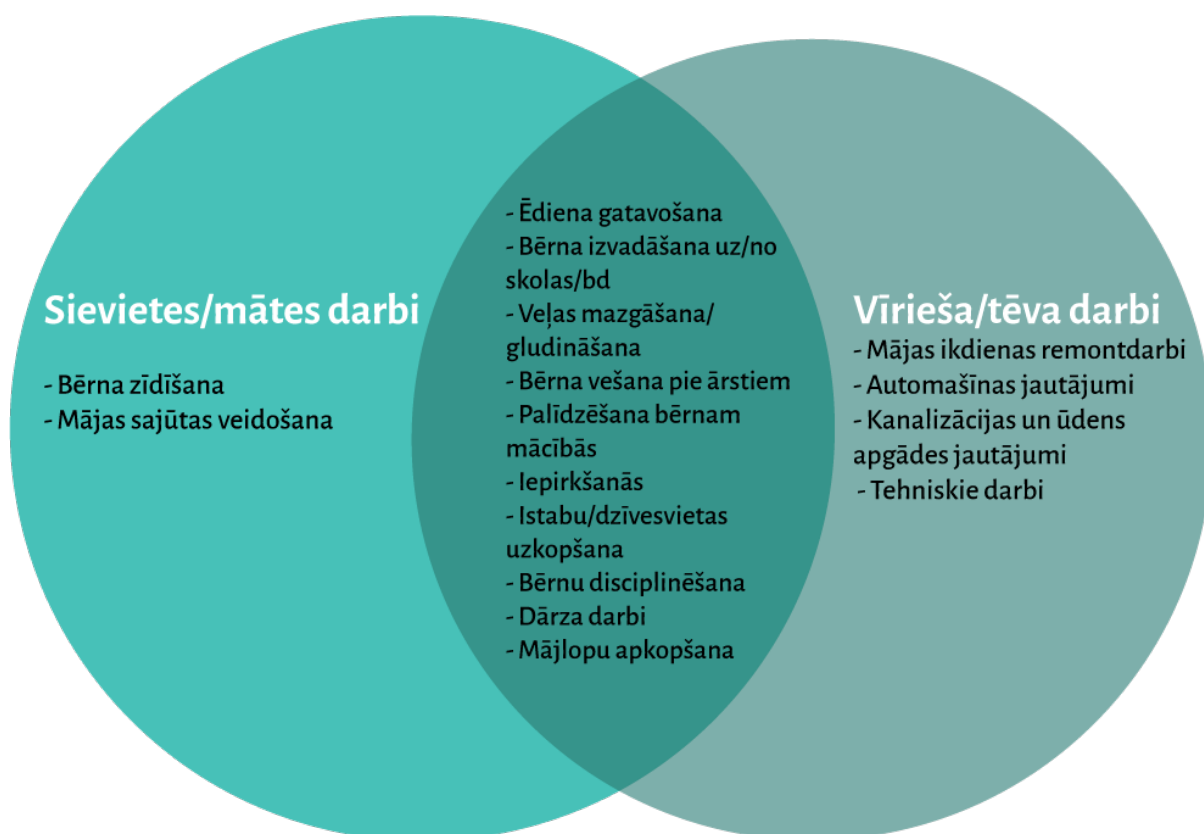 Sievietes/mātes darbi
- Bērna zīdīšana
- Mājas sajūtas veidošana
- Ēdiena gatavošana
- Bērna izvadāšana uz/no
skolas/bd
- Veļas mazgāšana/
gludināšana
- Bērna vešana pie ārstiem
- Palīdzēšana bērnam
mācībās
- Iepirkšanās
- Istabu/dzīvesvietas
uzkopšana
- Bērnu disciplinēšana
- Dārza darbi
- Mājlopu apkopšana
Vīrieša/tēva darbi
- Mājas ikdienas remontdarbi
- Automašīnas jautājumi
- Kanalizācijas un ūdens
apgādes jautājumi
- Tehniskie darbi